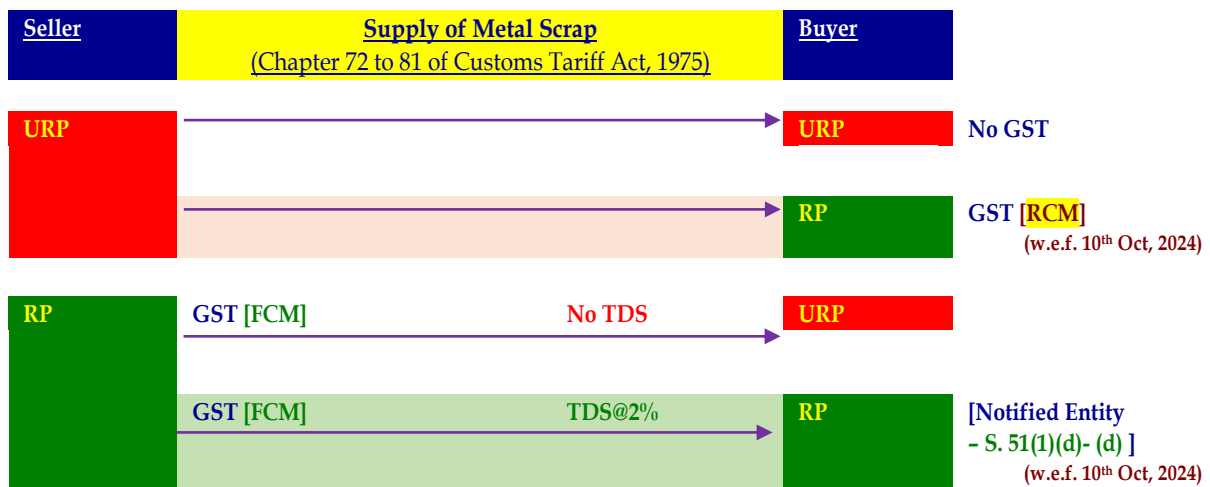 Seller
Supply of Metal Scrap
(Chapter 72 to 81 of Customs Tariff Act, 1975)
Buyer
URP
URP
No GST
RP
GST [RCM]
(w.e.f. 10th Oct, 2024)
RP
GST [FCM]
No TDS
URP
GST [FCM]
TDS@2%
RP
[Notified Entity
– S. 51(1)(d)- (d) ]
(w.e.f. 10th Oct, 2024)